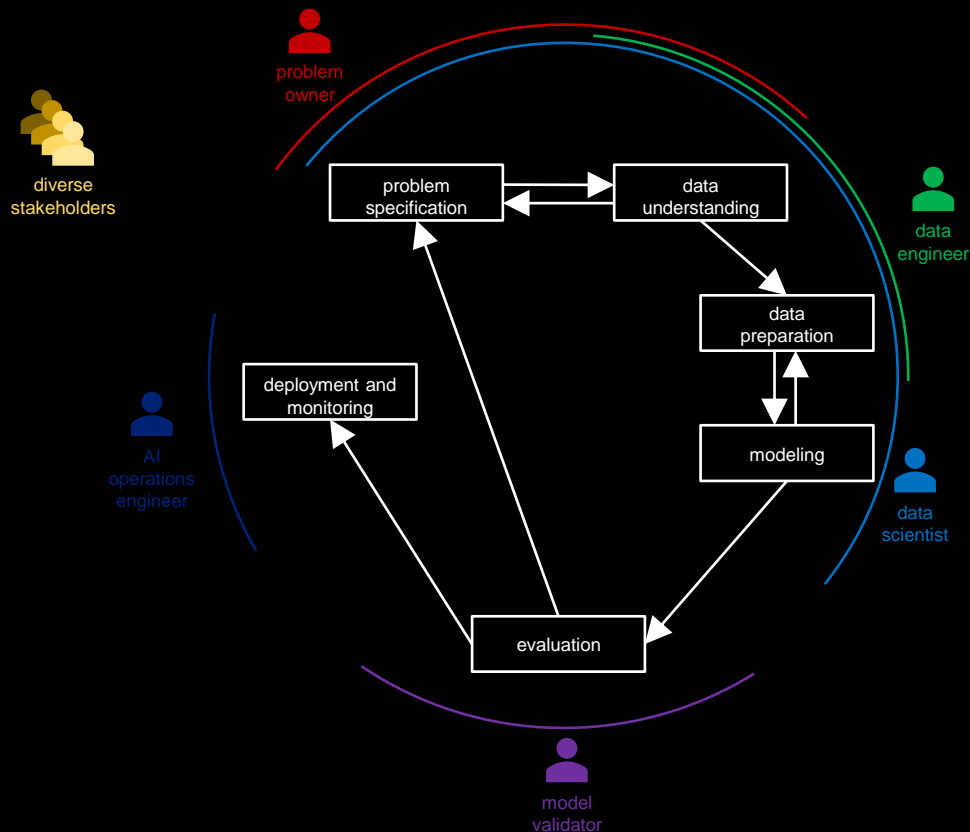 problem
owner
diverse
stakeholders
problem
specification
data
understanding
data
engineer
data
preparation
deployment and
monitoring
modeling
AI
operations
engineer
data
scientist
evaluation
model
validator